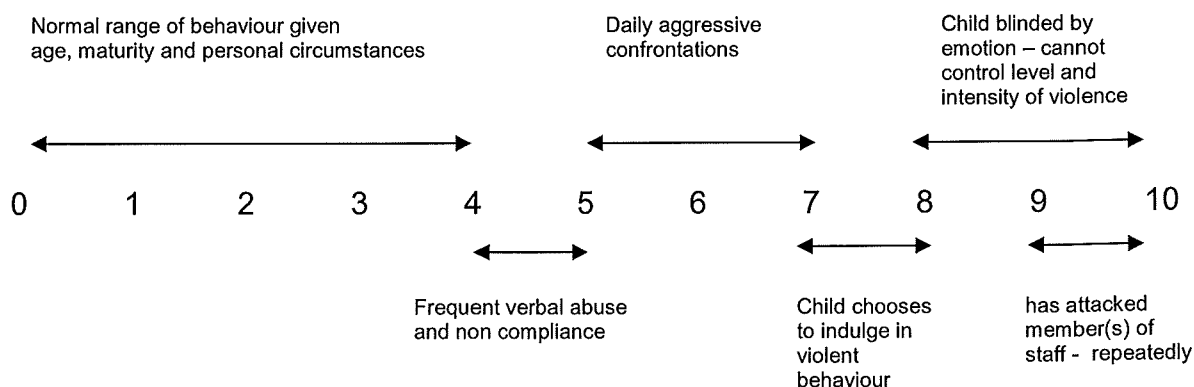 Normal range of behaviour given
age, maturity and personal circumstances
Daily aggressive
confrontations
Child blinded by
emotion – cannot
control level and
intensity of violence
0 1 2 3 4 5 6 7 8 9 10
Frequent verbal abuse
and non compliance
Child chooses
to indulge in
violent
behaviour
has attacked
member(s) of
staff - repeatedly